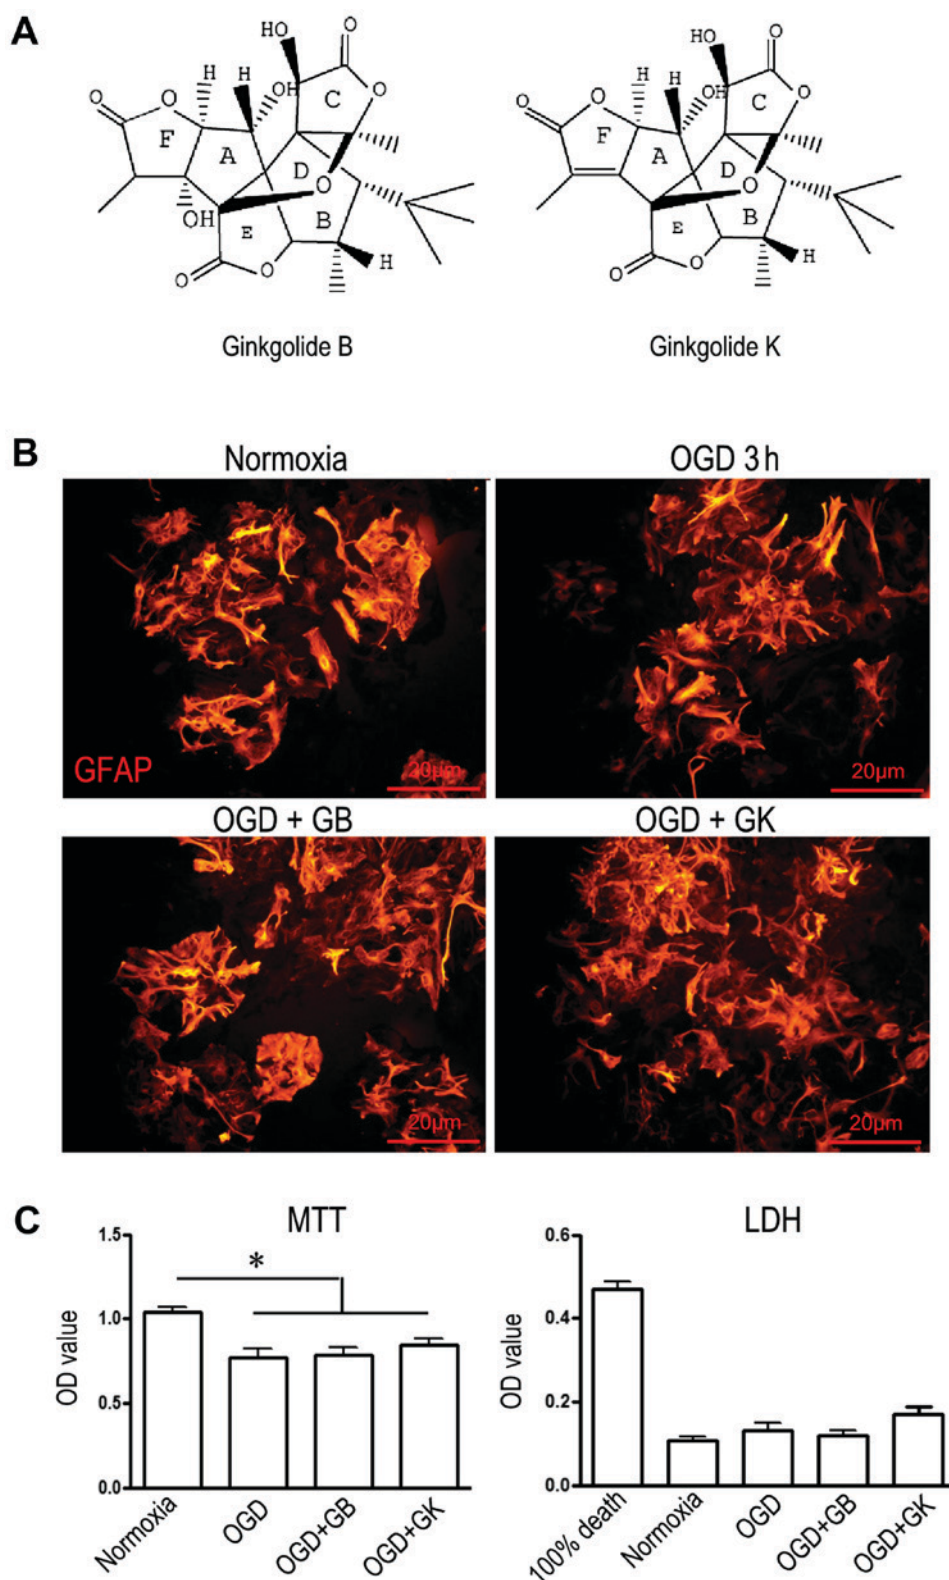 A
HO
O
O
H
H
OH
C
O
O
F
A
D
O
OH
E
B
O
O
H
Ginkgolide B
HO
O
O
H
H
OH
C
O
O
F
A
D
O
E
B
O
O
H
Ginkgolide K
B
Normoxia
OGD 3h
GFAP
20µm
20µm
OGD + GB
OGD + GK
20µm
20µm
C
MTT
1.5
*
1.0
0.5
0.0
OD value
Normoxia
OGD
OGD+GB
OGD+GK
LDH
0.6
0.4
0.2
0.0
OD value
100% death
Normoxia
OGD
OGD+GB
OGD+GK